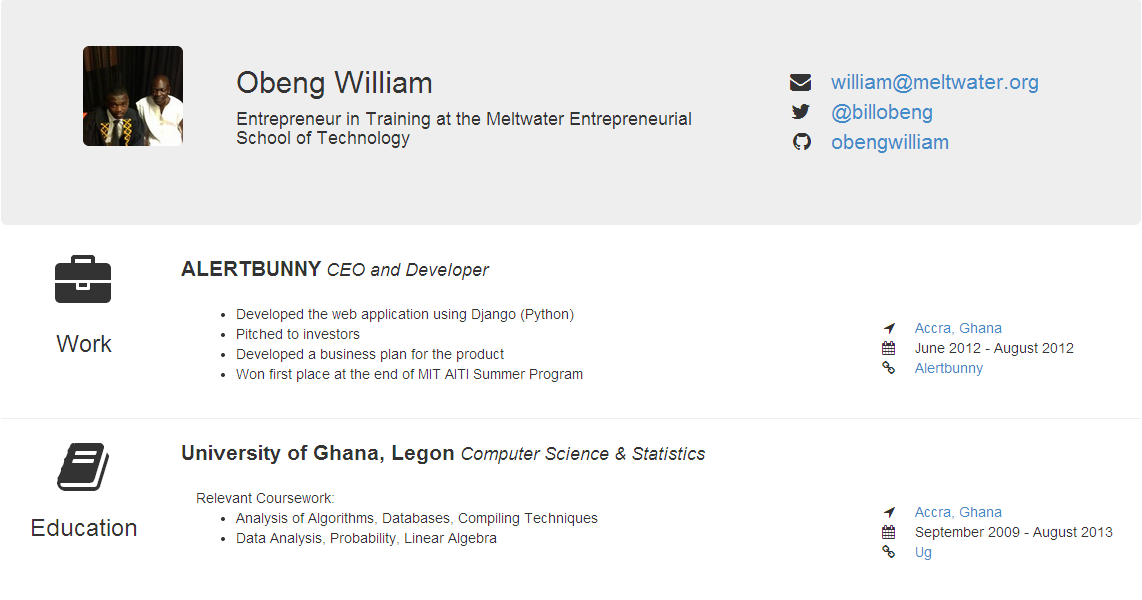 Obeng William
Entrepreneur in Training at the Meltwater Entrepreneurial
School of Technology
william@meltwater.org
@billobeng
obengwilliam
Work
ALERTBUNNY CEO and Developer
Developed the web application using Django (Python)
Pitched to investors
Developed a business plan for the product
Won first place at the end of MIT AITI Summer Program
Accra, Ghana
June 2012 - August 2012
Alertbunny
Education
University of Ghana, Legon Computer Science & Statistics
Relevant Coursework:
Analysis of Algorithms, Databases, Compiling Techniques
Data Analysis, Probability, Linear Algebra
Accra, Ghana
September 2009 - August 2013
Ug